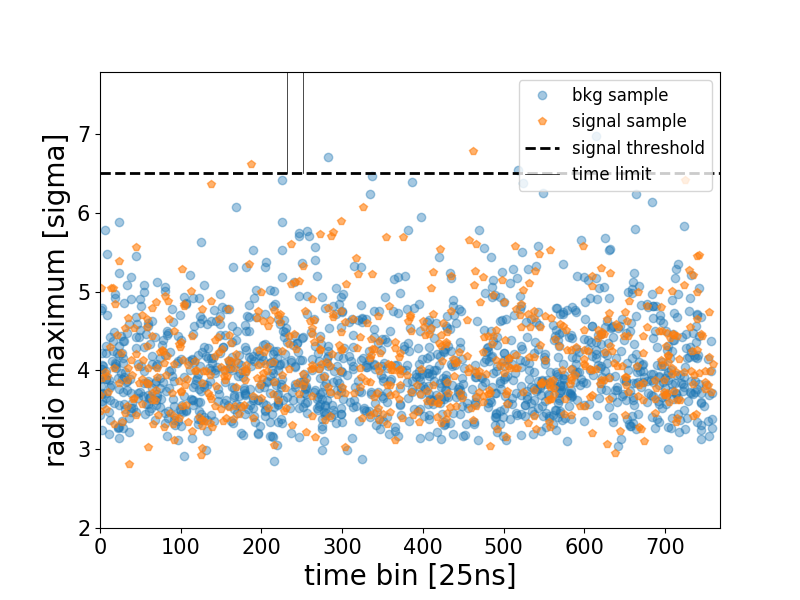 bkg sample
signal sample
signal threshold
time limit
radio maximum [sigma]
7
6
5
4
3
2
0 100 200 300 400 500 600 700
time bin [25ns]